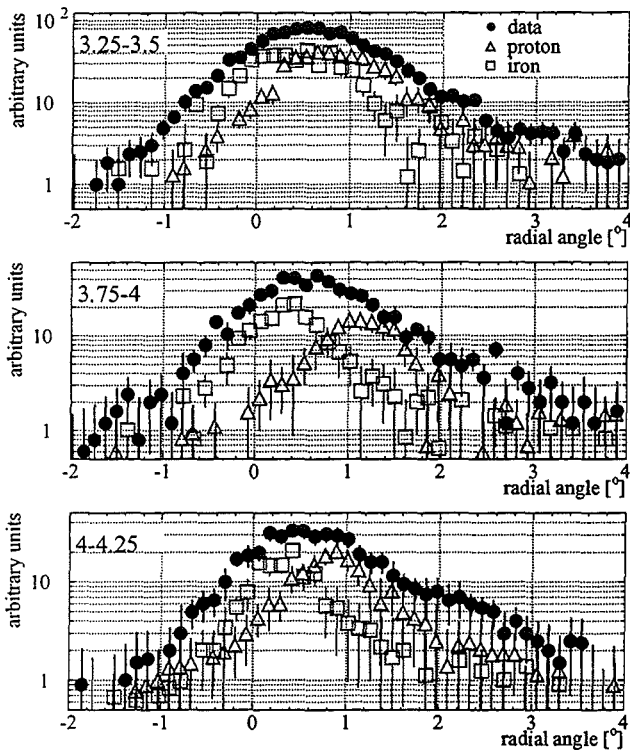 10²
3.25-3.5
data
proton
iron
arbitrary units
10
1
-2 -1 0 1 2 3 4
radial angle [°]
3.75-4
arbitrary units
10
1
-2 -1 0 1 2 3 4
radial angle [°]
4-4.25
arbitrary units
10
1
-2 -1 0 1 2 3 4
radial angle [°]